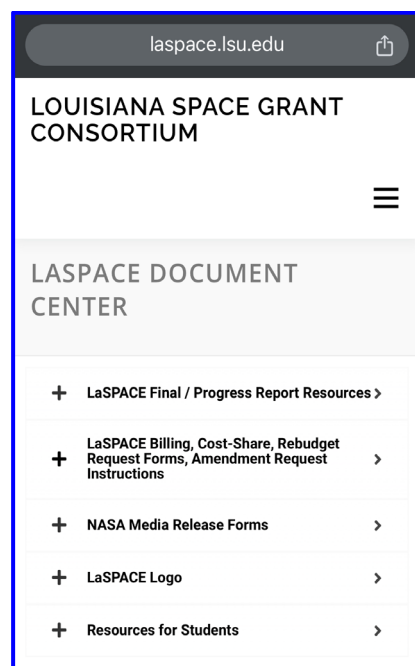 laspace.lsu.edu
LOUISIANA SPACE GRANT
CONSORTIUM
LASPACE DOCUMENT
CENTER
LaSPACE Final / Progress Report Resources
LaSPACE Billing, Cost-Share, Rebudget
Request Forms, Amendment Request
Instructions
NASA Media Release Forms
LaSPACE Logo
Resources for Students